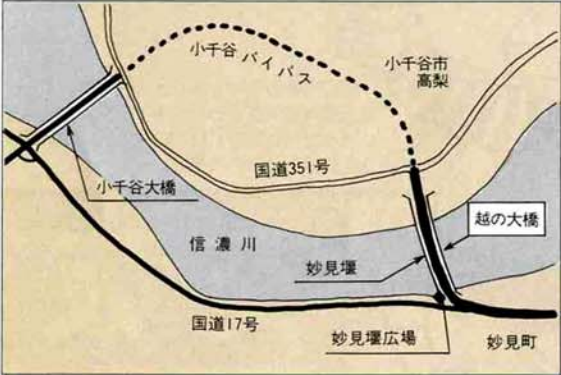 小千谷バイパス
小千谷市
高梨
国道351号
小千谷大橋
越の大橋
信濃川
妙見堰
国道17号
妙見堰広場
妙見町